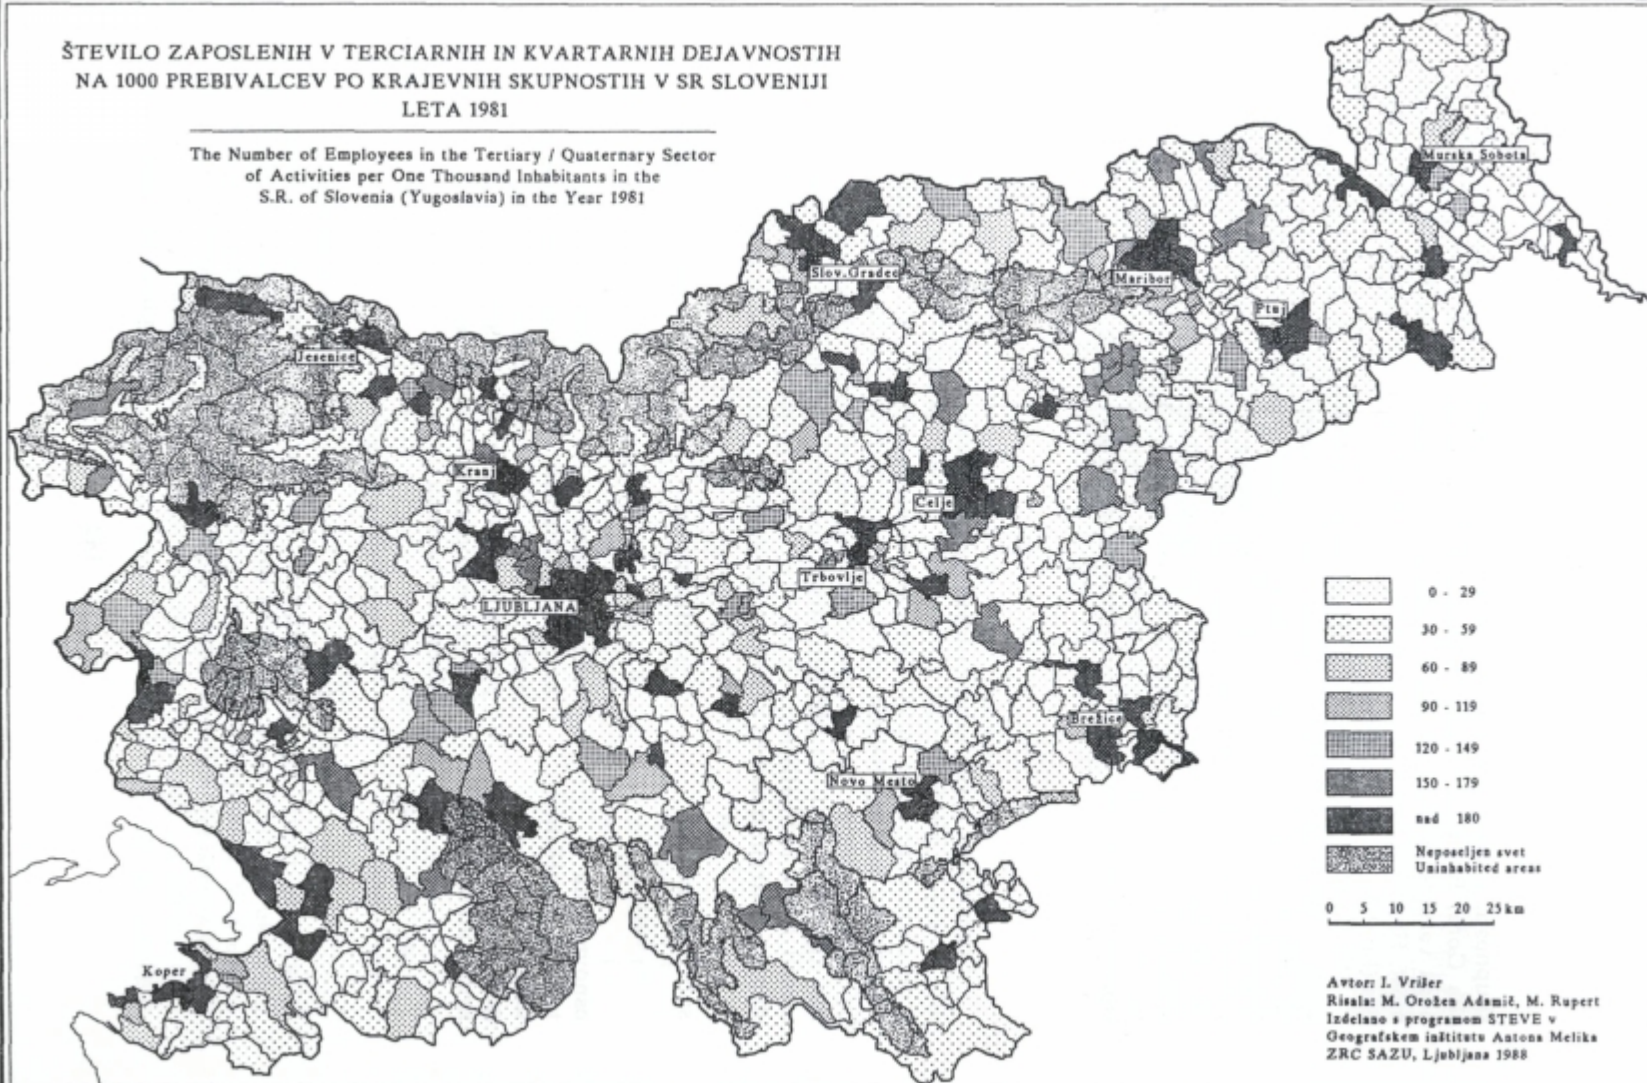 ŠTEVILO ZAPOSLENIH V TERCIARNIH IN KVARTARNIH DEJAVNOSTIH
NA 1000 PREBIVALCEV PO KRAJEVNIH SKUPNOSTIH V SR SLOVENIJI
LETA 1981
The Number of Employees in the Tertiary / Quaternary Sector
of Activities per One Thousand Inhabitants in the
S.R. of Slovenia (Yugoslavia) in the Year 1981
Murska Sobota
Slov.Gradec
Maribor
Ptuj
Jesenice
Kranj
Celje
Trbovlje
LJUBLJANA
Brežice
Novo Mesto
Koper
0 - 29
30 - 59
60 - 89
90 - 119
120 - 149
150 - 179
nad 180
Neposeljen svet
Uninhabited areas
0 5 10 15 20 25 km
Avtor: I. Vrišer
Risala: M. Orožen Adamič, M. Rupert
Izdelano s programom STEVE v
Geografskem inštitutu Antona Melika
ZRC SAZU, Ljubljana 1988